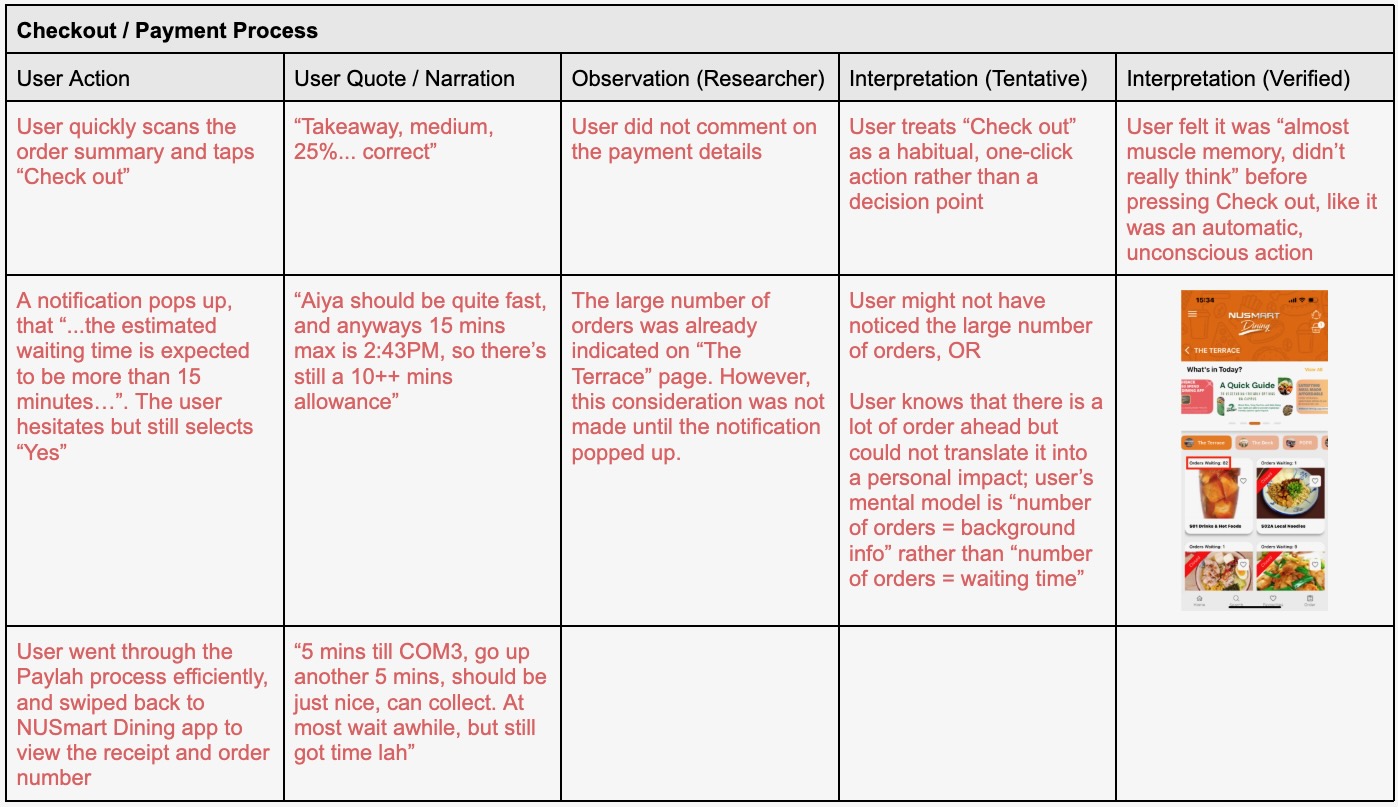 Checkout / Payment Process
User Action
User Quote / Narration
Observation (Researcher)
Interpretation (Tentative)
Interpretation (Verified)
User quickly scans the
order summary and taps
“Check out”
“Takeaway, medium,
25%... correct”
User did not comment on
the payment details
User treats “Check out”
as a habitual, one-click
action rather than a
decision point
User felt it was “almost
muscle memory, didn’t
really think” before
pressing Check out, like it
was an automatic,
unconscious action
A notification pops up,
that “...the estimated
waiting time is expected
to be more than 15
minutes…”. The user
hesitates but still selects
“Yes”
“Aiya should be quite fast,
and anyways 15 mins
max is 2:43PM, so there’s
still a 10++ mins
allowance”
The large number of
orders was already
indicated on “The
Terrace” page. However,
this consideration was not
made until the notification
popped up.
User might not have
noticed the large number
of orders, OR
User knows that there is a
lot of order ahead but
could not translate it into
a personal impact; user’s
mental model is “number
of orders = background
info” rather than “number
of orders = waiting time”
15:34
NUSMART
Dining
THE TERRACE
What's in Today?
View All
A Quick Guide
The Terrace
The Deck
Orders Waiting: 82
Orders Waiting: 1
S01 Drinks & Hot Foods
S02A Local Noodles
Orders Waiting: 1
Orders Waiting: 9
Home
Order
User went through the
Paylah process efficiently,
and swiped back to
NUSmart Dining app to
view the receipt and order
number
“5 mins till COM3, go up
another 5 mins, should be
just nice, can collect. At
most wait awhile, but still
got time lah”